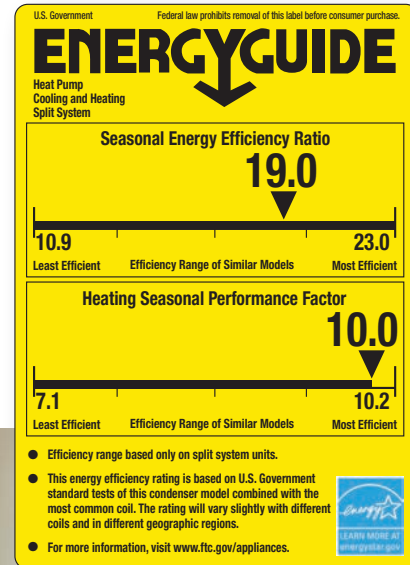 U.S. Government Federal law prohibits removal of this label before consumer purchase.
ENERGYGUIDE
Heat Pump
Cooling and Heating
Split System
Seasonal Energy Efficiency Ratio
19.0
10.9 23.0
Least Efficient Efficiency Range of Similar Models Most Efficient
Heating Seasonal Performance Factor
10.0
7.1 10.2
Least Efficient Efficiency Range of Similar Models Most Efficient
● Efficiency range based only on split system units.
● This energy efficiency rating is based on U.S. Government
standard tests of this condenser model combined with the
most common coil. The rating will vary slightly with different
coils and in different geographic regions.
● For more information, visit www.ftc.gov/appliances.
energy
LEARN MORE AT
energystar.gov